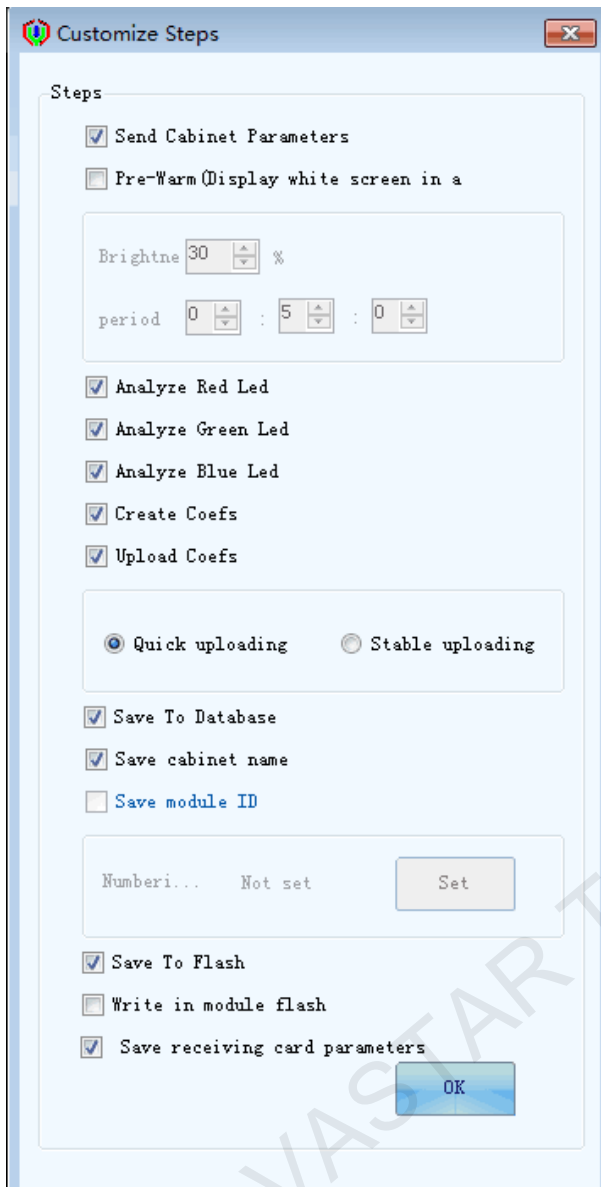 Customize Steps
Steps
Send Cabinet Parameters
Pre-Warm(Display white screen in a
Brightne 30 %
period 0 : 5 : 0
Analyze Red Led
Analyze Green Led
Analyze Blue Led
Create Coefs
Upload Coefs
Quick uploading Stable uploading
Save To Database
Save cabinet name
Save module ID
Numberi... Not set Set
Save To Flash
Write in module flash
Save receiving card parameters
OK
VASTAR T